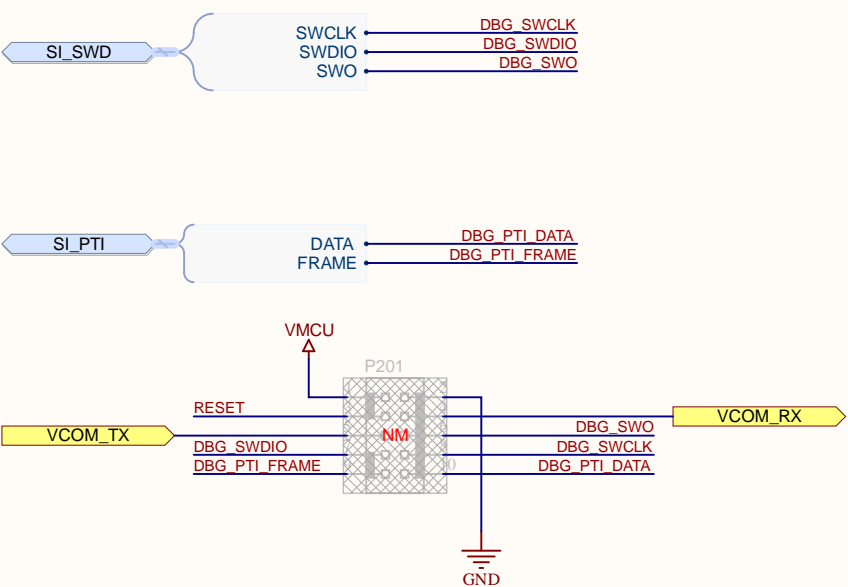 DBG_SWCLK
SWCLK
DBG_SWDIO
SI_SWD
SWDIO
DBG_SWO
SWO
DBG_PTI_DATA
SI_PTI
DATA
DBG_PTI_FRAME
FRAME
VMCU
P201
RESET
VCOM_RX
VCOM_TX
NM
DBG_SWO
DBG_SWDIO
DBG_SWCLK
DBG_PTI_FRAME
DBG_PTI_DATA
GND